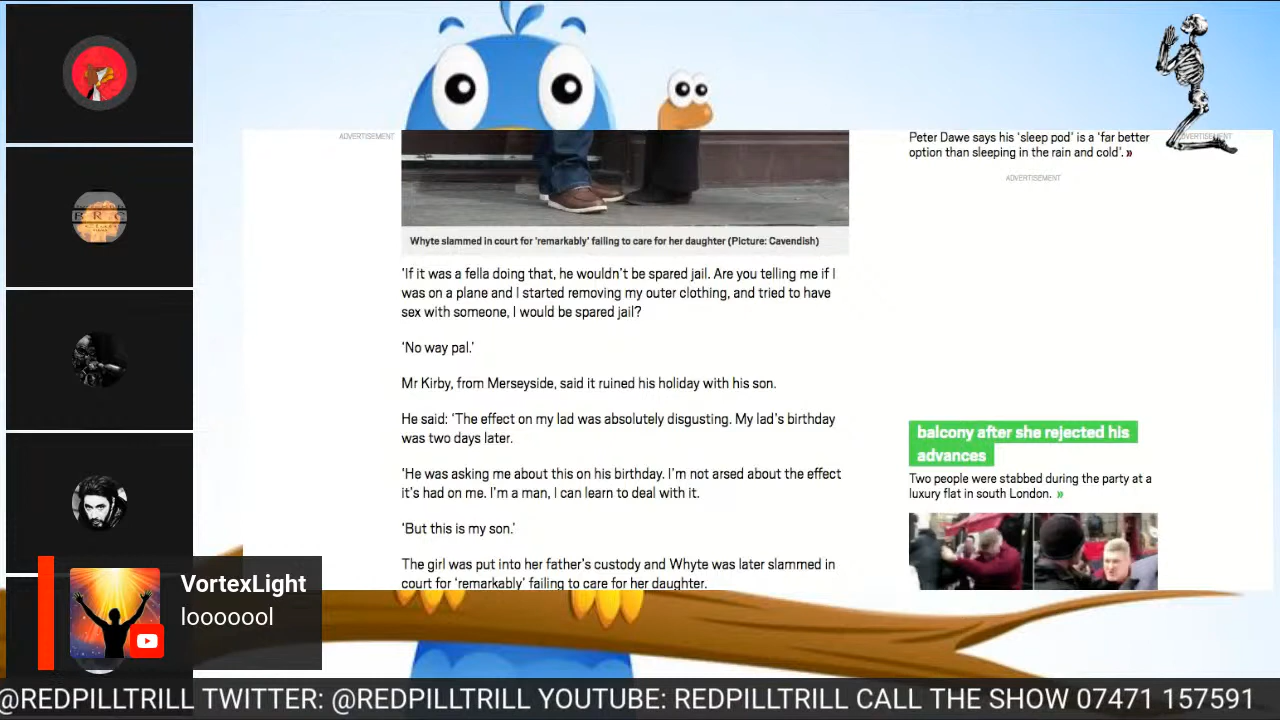 ADVERTISEMENT
Whyte slammed in court for 'remarkably' failing to care for her daughter (Picture: Cavendish)
'If it was a fella doing that, he wouldn't be spared jail. Are you telling me if I
was on a plane and I started removing my outer clothing, and tried to have
sex with someone, I would be spared jail?
'No way pal.'
Mr Kirby, from Merseyside, said it ruined his holiday with his son.
He said: 'The effect on my lad was absolutely disgusting. My lad's birthday
was two days later.
'He was asking me about this on his birthday. I'm not arsed about the effect
it's had on me. I'm a man, I can learn to deal with it.
'But this is my son.'
The girl was put into her father's custody and Whyte was later slammed in
court for 'remarkably' failing to care for her daughter.
Peter Dawe says his 'sleep pod' is a 'far better
option than sleeping in the rain and cold'. »
ADVERTISEMENT
ADVERTISEMENT
balcony after she rejected his
advances
Two people were stabbed during the party at a
luxury flat in south London. »
VortexLight
looooool
@REDPILLTRILL TWITTER: @REDPILLTRILL YOUTUBE: REDPILLTRILL CALL THE SHOW 07471 157591